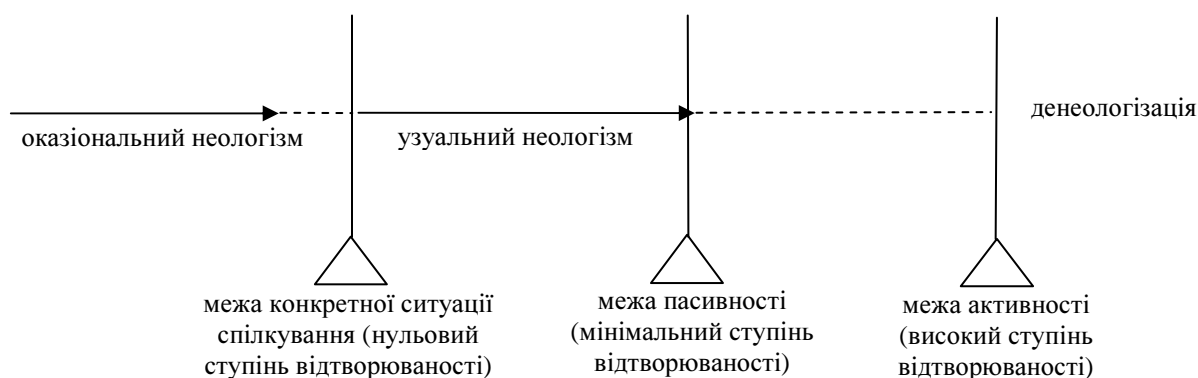 денеологізація
оказіональний неологізм
узуальний неологізм
межа конкретної ситуації
спілкування (нульовий
ступінь відтворюваності)
межа пасивності
(мінімальний ступінь
відтворюваності)
межа активності
(високий ступінь
відтворюваності)